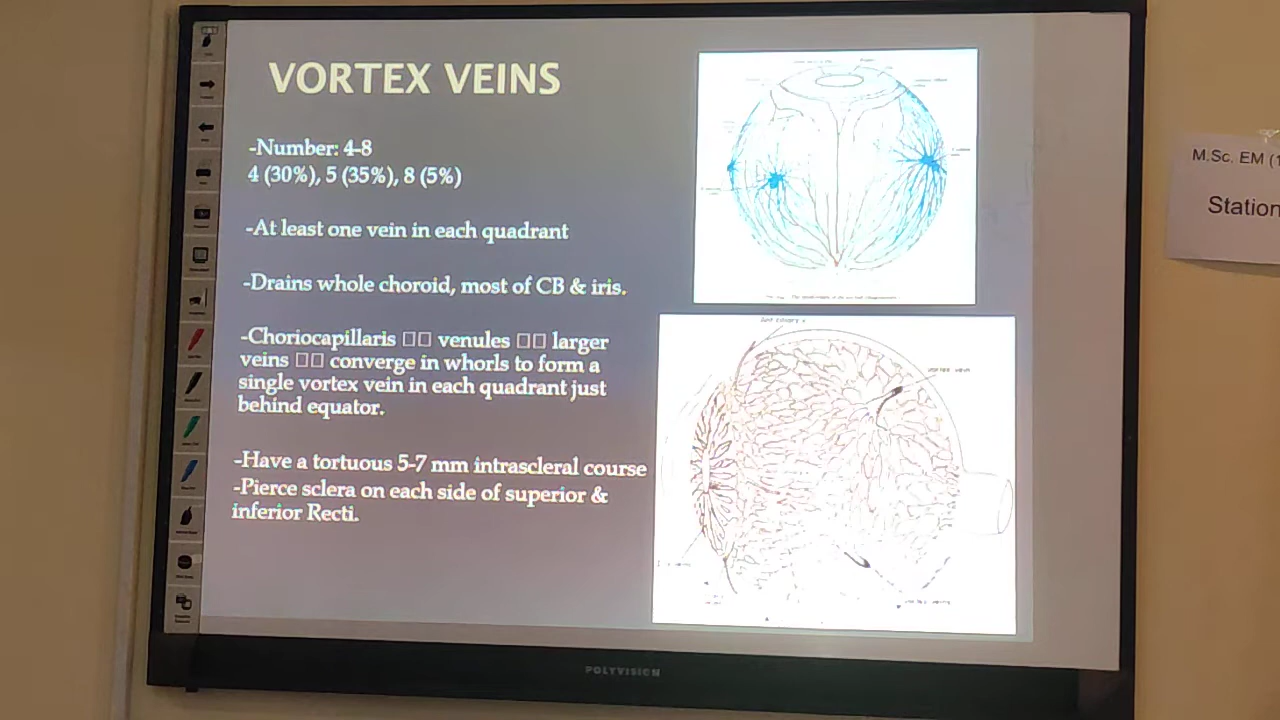 VORTEX VEINS
-Number: 4-8
4 (30%), 5 (35%), 8 (5%)
-At least one vein in each quadrant
-Drains whole choroid, most of CB & iris.
-Choriocapillaris □□ venules □□ larger
veins □□ converge in whorls to form a
single vortex vein in each quadrant just
behind equator.
-Have a tortuous 5-7 mm intrascleral course
-Pierce sclera on each side of superior &
inferior Recti.
POLYVISION
M.Sc. EM (1
Station